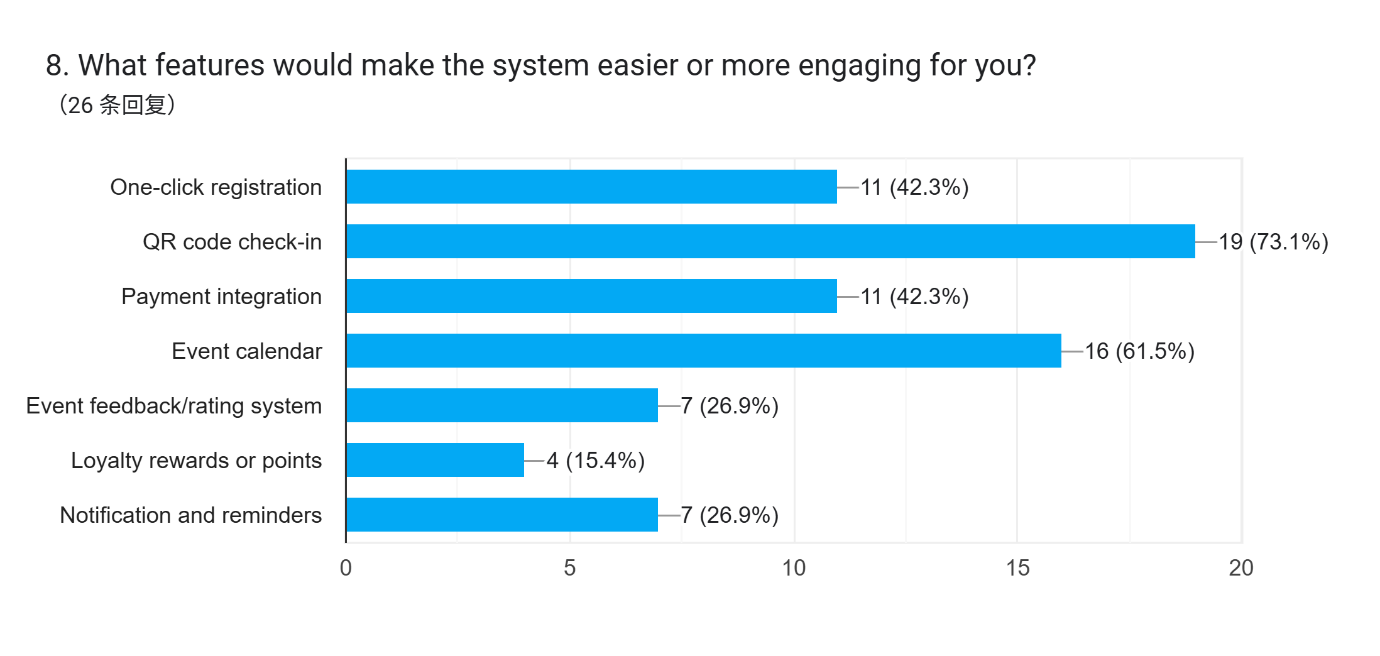 8. What features would make the system easier or more engaging for you?
（26 条回复）
One-click registration 11 (42.3%)
QR code check-in 19 (73.1%)
Payment integration 11 (42.3%)
Event calendar 16 (61.5%)
Event feedback/rating system 7 (26.9%)
Loyalty rewards or points 4 (15.4%)
Notification and reminders 7 (26.9%)
0 5 10 15 20